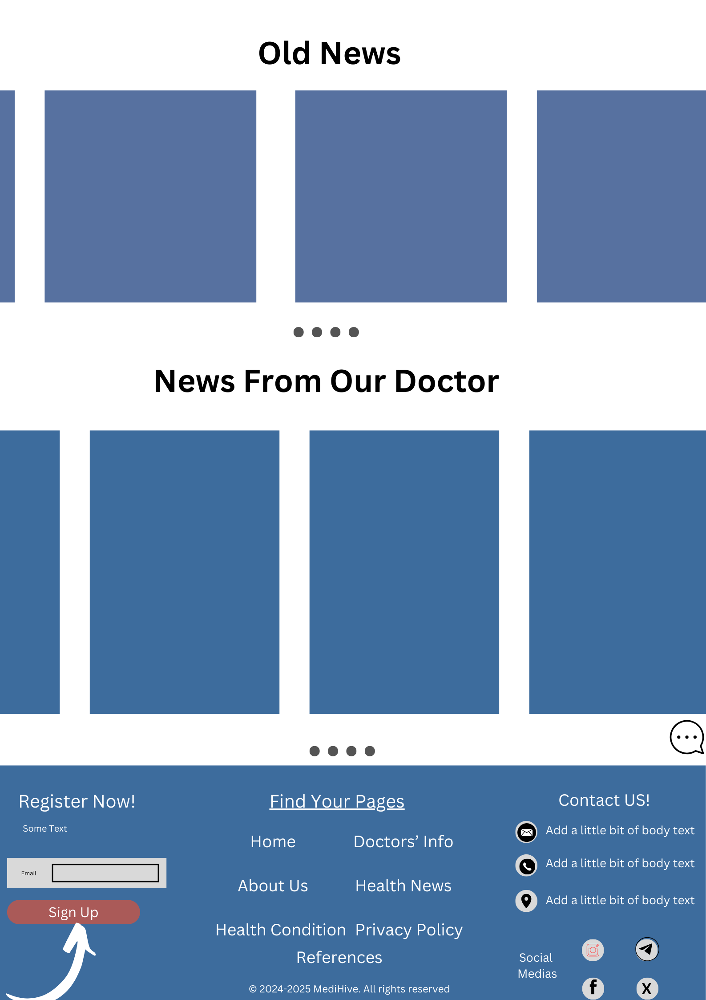 Old News
News From Our Doctor
Register Now!
Some Text
Email
Sign Up
Find Your Pages
Home
Doctors’ Info
About Us
Health News
Health Condition
Privacy Policy
References
© 2024-2025 MediHive. All rights reserved
Contact US!
Add a little bit of body text
Add a little bit of body text
Add a little bit of body text
Social
Medias
f
X